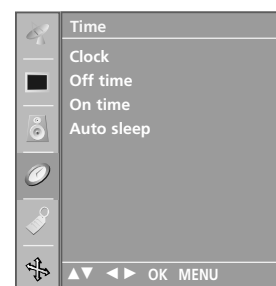 Time
Clock
Off time
On time
Auto sleep
▲▼ ◄► OK MENU